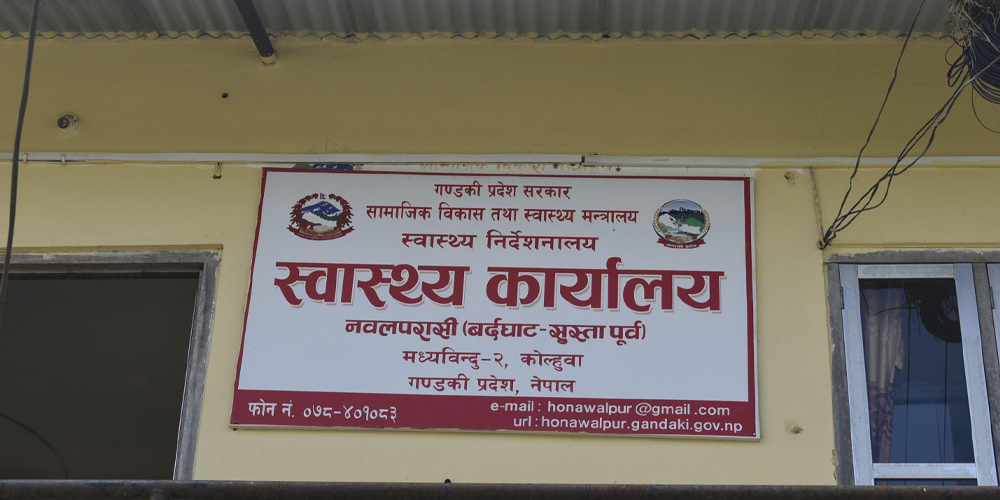 गण्डकी प्रदेश सरकार
सामाजिक विकास तथा स्वास्थ्य मन्त्रालय
स्वास्थ्य निर्देशनालय
स्वास्थ्य कार्यालय
नवलपरासी (बर्दघाट-सुस्ता पूर्व)
मध्यविन्दु-२, कोल्हुवा
गण्डकी प्रदेश, नेपाल
फोन नं. ०७८-४०१०८३
e-mail : honawalpur@gmail.com
url : honawalpur.gandaki.gov.np